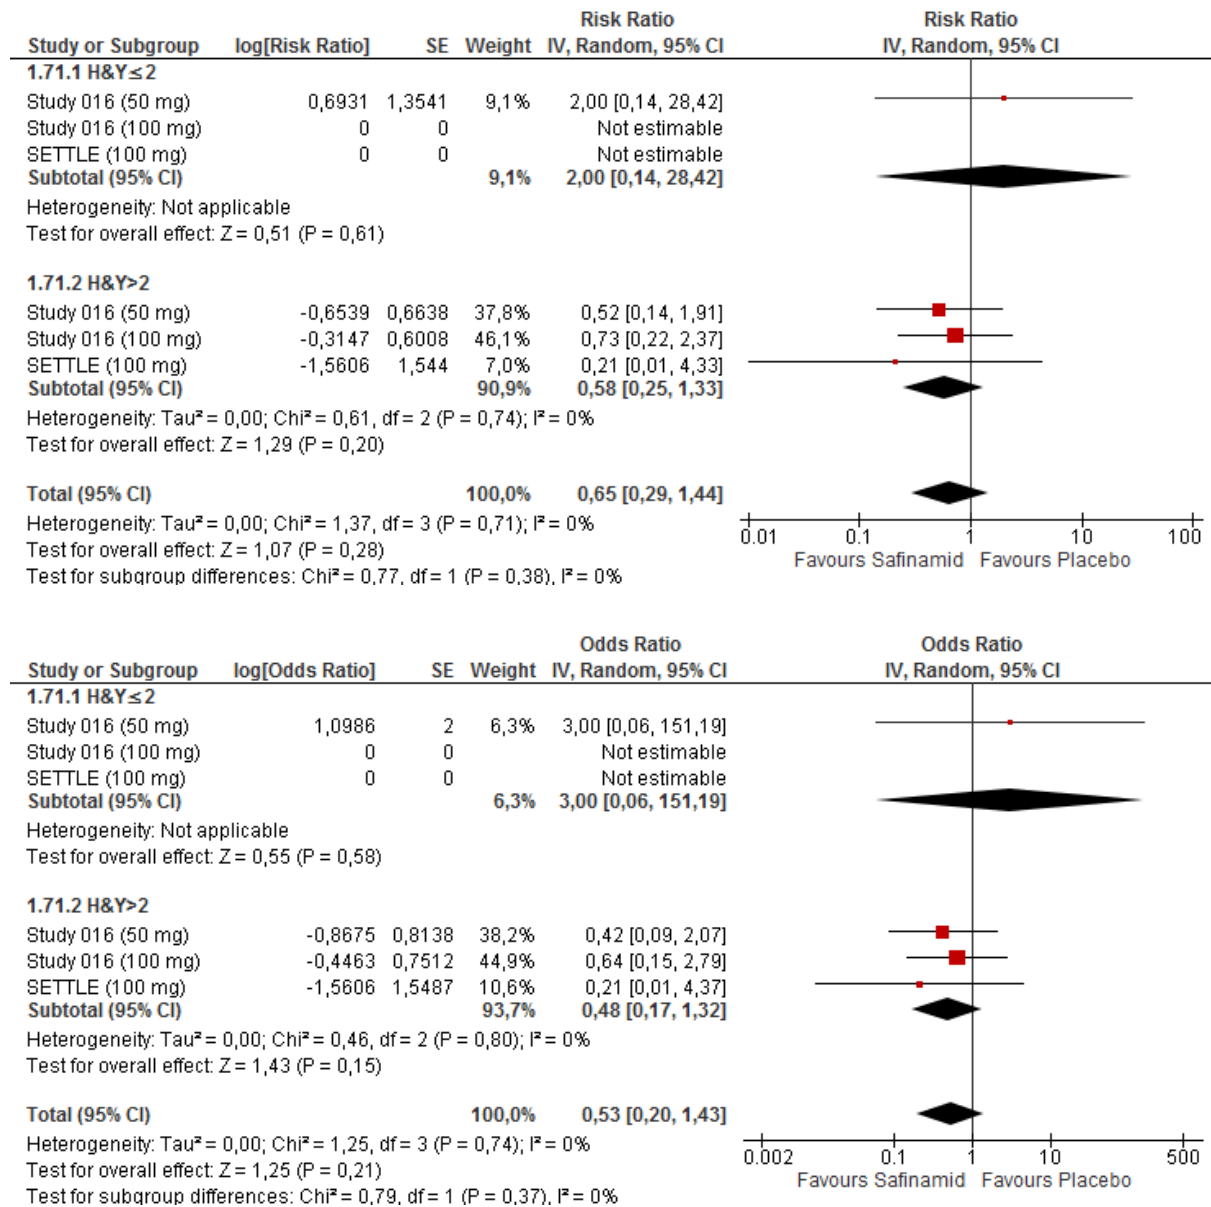 Risk Ratio Risk Ratio
Study or Subgroup log[Risk Ratio] SE Weight IV, Random, 95% CI IV, Random, 95% CI
1.71.1 H&Y≤2
Study 016 (50 mg) 0,6931 1,3541 9,1% 2,00 [0,14, 28,42]
Study 016 (100 mg) 0 0 Not estimable
SETTLE (100 mg) 0 0 Not estimable
Subtotal (95% CI) 9,1% 2,00 [0,14, 28,42]
Heterogeneity: Not applicable
Test for overall effect: Z = 0,51 (P = 0,61)
1.71.2 H&Y>2
Study 016 (50 mg) -0,6539 0,6638 37,8% 0,52 [0,14, 1,91]
Study 016 (100 mg) -0,3147 0,6008 46,1% 0,73 [0,22, 2,37]
SETTLE (100 mg) -1,5606 1,544 7,0% 0,21 [0,01, 4,33]
Subtotal (95% CI) 90,9% 0,58 [0,25, 1,33]
Heterogeneity: Tau² = 0,00; Chi² = 0,61, df = 2 (P = 0,74); I² = 0%
Test for overall effect: Z = 1,29 (P = 0,20)
Total (95% CI) 100,0% 0,65 [0,29, 1,44]
Heterogeneity: Tau² = 0,00; Chi² = 1,37, df = 3 (P = 0,71); I² = 0%
Test for overall effect: Z = 1,07 (P = 0,28)
Test for subgroup differences: Chi² = 0,77, df = 1 (P = 0,38), I² = 0%
0.01 0.1 1 10 100
Favours Safinamid Favours Placebo
Odds Ratio Odds Ratio
Study or Subgroup log[Odds Ratio] SE Weight IV, Random, 95% CI IV, Random, 95% CI
1.71.1 H&Y≤2
Study 016 (50 mg) 1,0986 2 6,3% 3,00 [0,06, 151,19]
Study 016 (100 mg) 0 0 Not estimable
SETTLE (100 mg) 0 0 Not estimable
Subtotal (95% CI) 6,3% 3,00 [0,06, 151,19]
Heterogeneity: Not applicable
Test for overall effect: Z = 0,55 (P = 0,58)
1.71.2 H&Y>2
Study 016 (50 mg) -0,8675 0,8138 38,2% 0,42 [0,09, 2,07]
Study 016 (100 mg) -0,4463 0,7512 44,9% 0,64 [0,15, 2,79]
SETTLE (100 mg) -1,5606 1,5487 10,6% 0,21 [0,01, 4,37]
Subtotal (95% CI) 93,7% 0,48 [0,17, 1,32]
Heterogeneity: Tau² = 0,00; Chi² = 0,46, df = 2 (P = 0,80); I² = 0%
Test for overall effect: Z = 1,43 (P = 0,15)
Total (95% CI) 100,0% 0,53 [0,20, 1,43]
Heterogeneity: Tau² = 0,00; Chi² = 1,25, df = 3 (P = 0,74); I² = 0%
Test for overall effect: Z = 1,25 (P = 0,21)
Test for subgroup differences: Chi² = 0,79, df = 1 (P = 0,37), I² = 0%
0.002 0.1 1 10 500
Favours Safinamid Favours Placebo